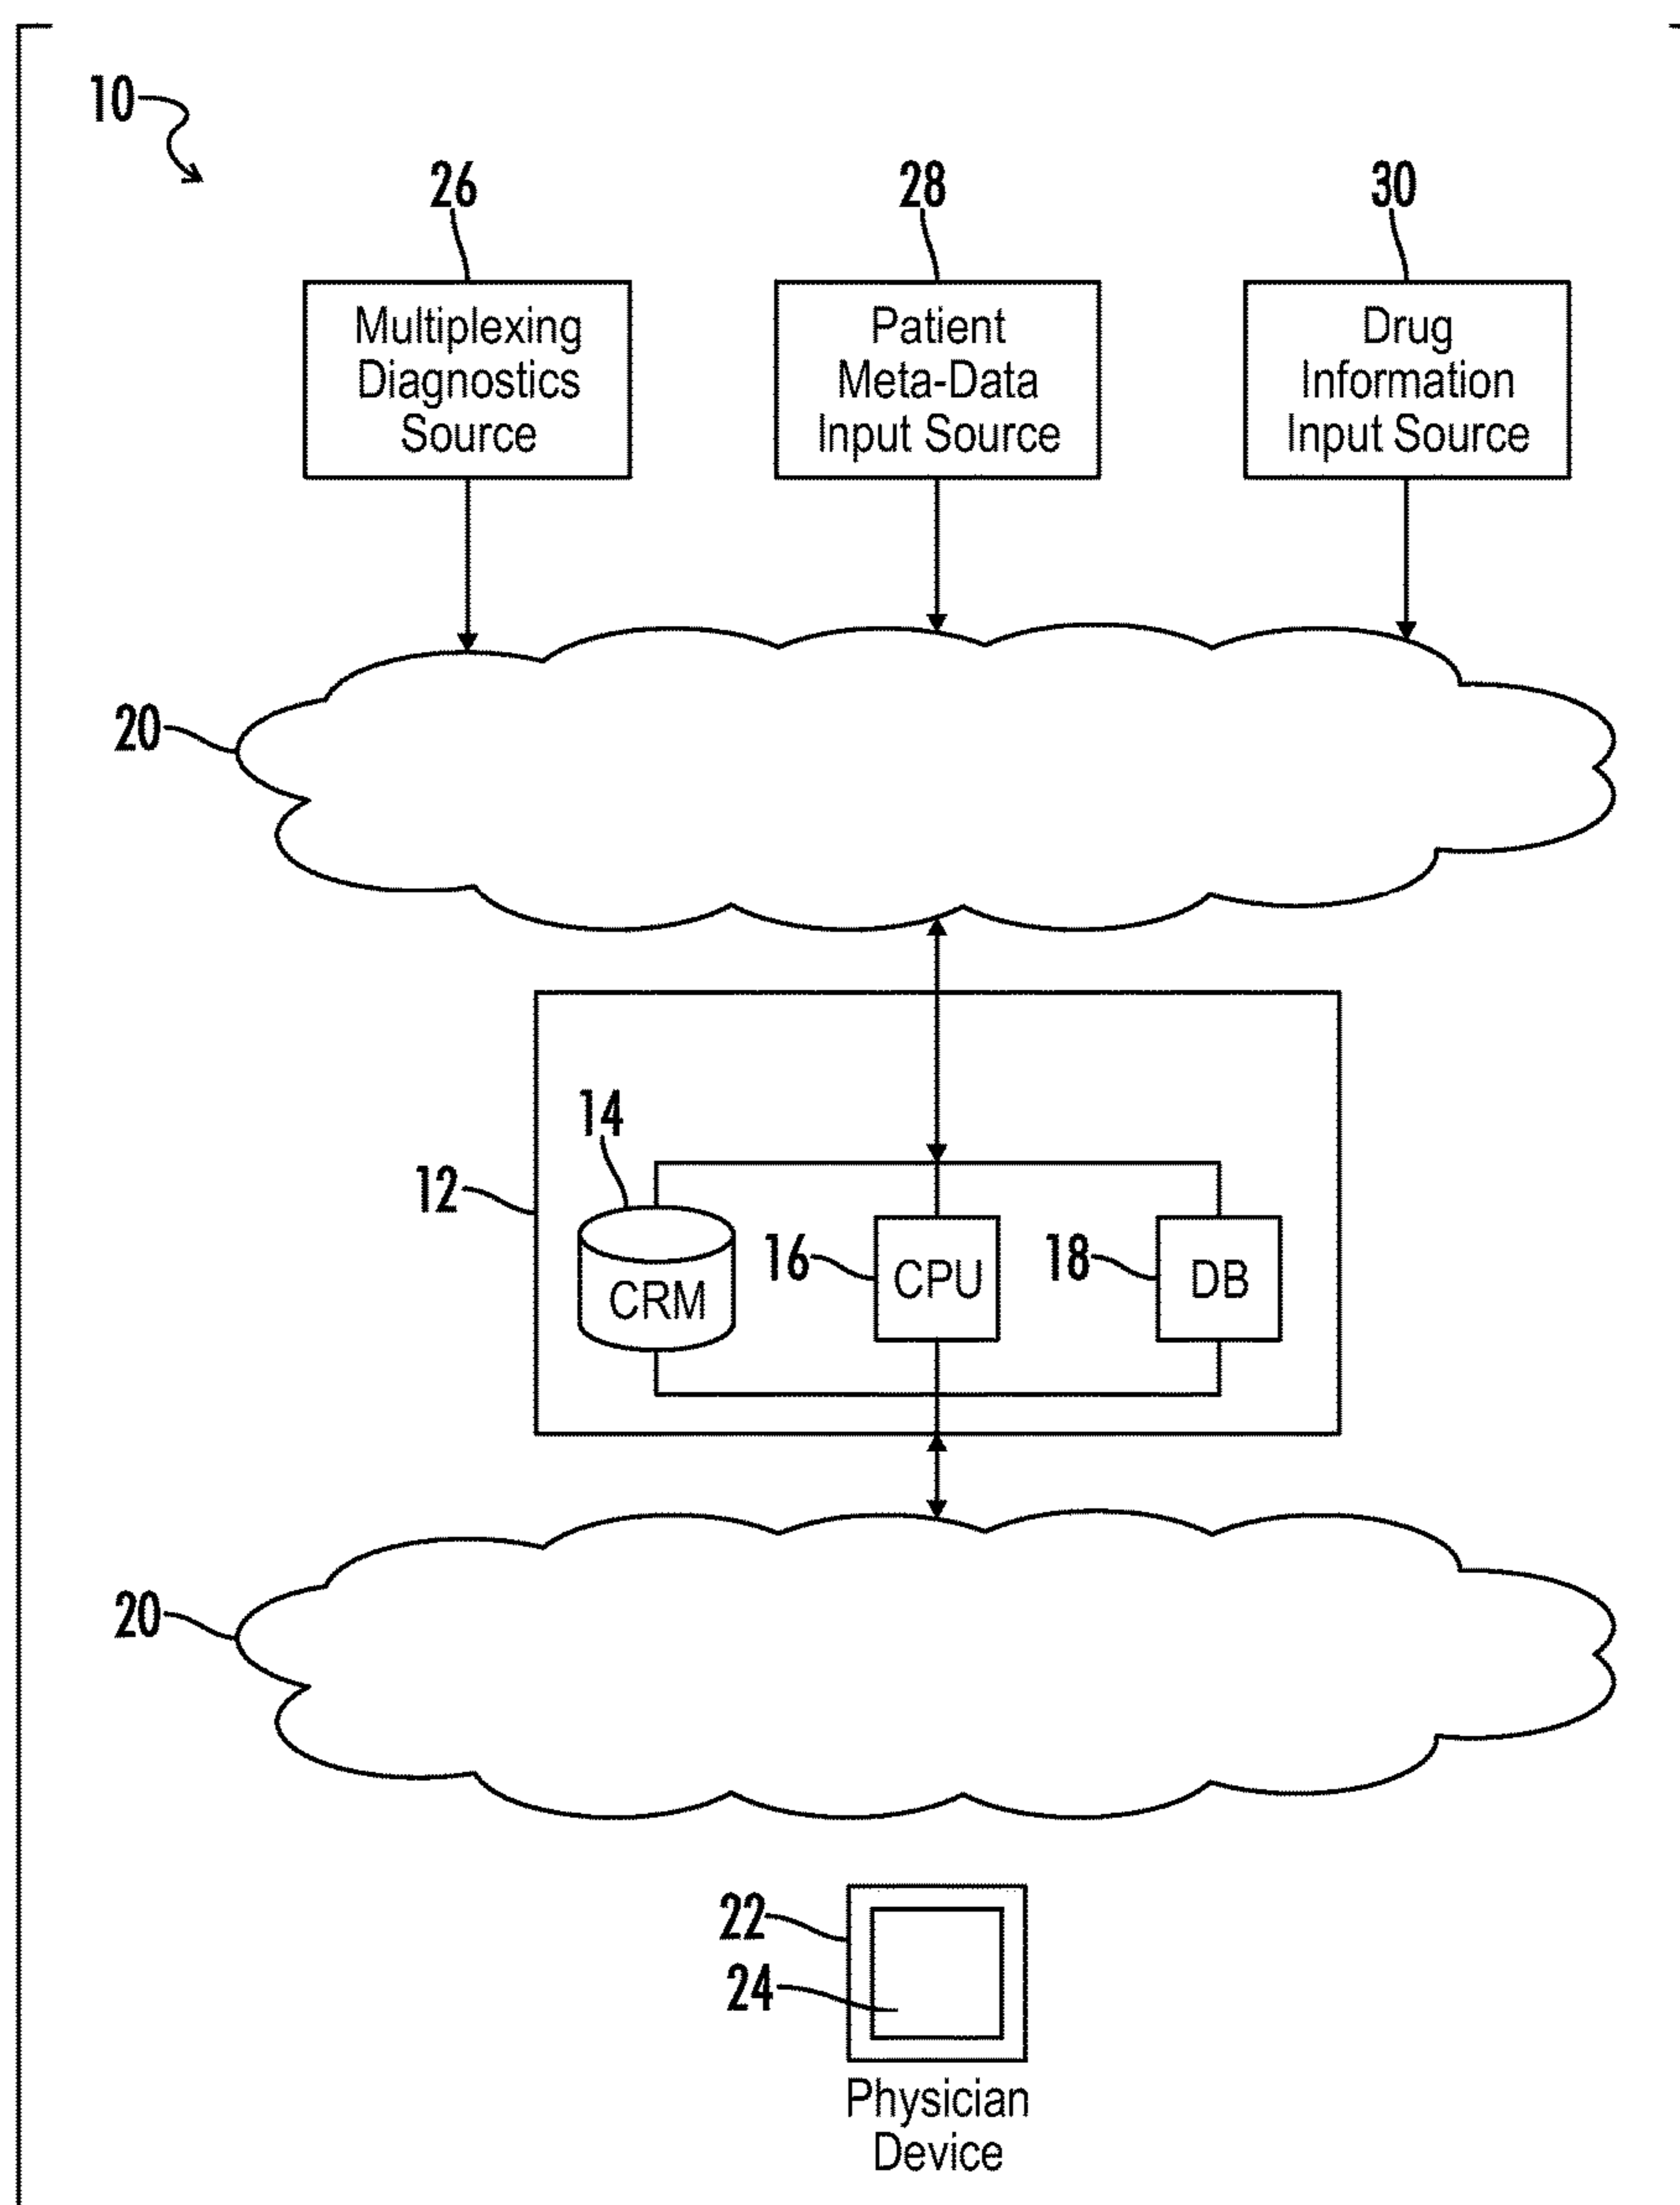 10
26
28
30
Multiplexing
Diagnostics
Source
Patient
Meta-Data
Input Source
Drug
Information
Input Source
20
14
12
16
18
CRM
CPU
DB
20
22
24
Physician
Device